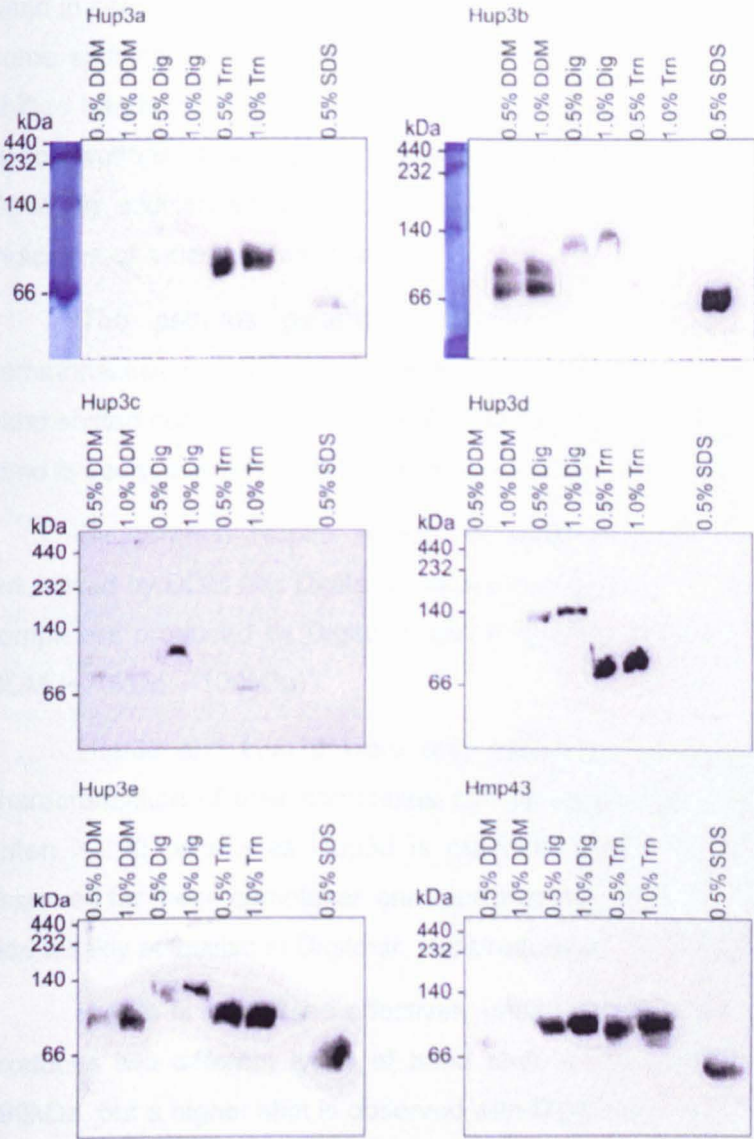 Hup3a
0.5% DDM
1.0% DDM
0.5% Dig
1.0% Dig
0.5% Trn
1.0% Trn
0.5% SDS
kDa
440
232
140
66
Hup3b
0.5% DDM
1.0% DDM
0.5% Dig
1.0% Dig
0.5% Trn
1.0% Trn
0.5% SDS
kDa
440
232
140
66
Hup3c
0.5% DDM
1.0% DDM
0.5% Dig
1.0% Dig
0.5% Trn
1.0% Trn
0.5% SDS
kDa
440
232
140
66
Hup3d
0.5% DDM
1.0% DDM
0.5% Dig
1.0% Dig
0.5% Trn
1.0% Trn
0.5% SDS
kDa
440
232
140
66
Hup3e
0.5% DDM
1.0% DDM
0.5% Dig
1.0% Dig
0.5% Trn
1.0% Trn
0.5% SDS
kDa
440
232
140
66
Hmp43
0.5% DDM
1.0% DDM
0.5% Dig
1.0% Dig
0.5% Trn
1.0% Trn
0.5% SDS
kDa
440
232
140
66